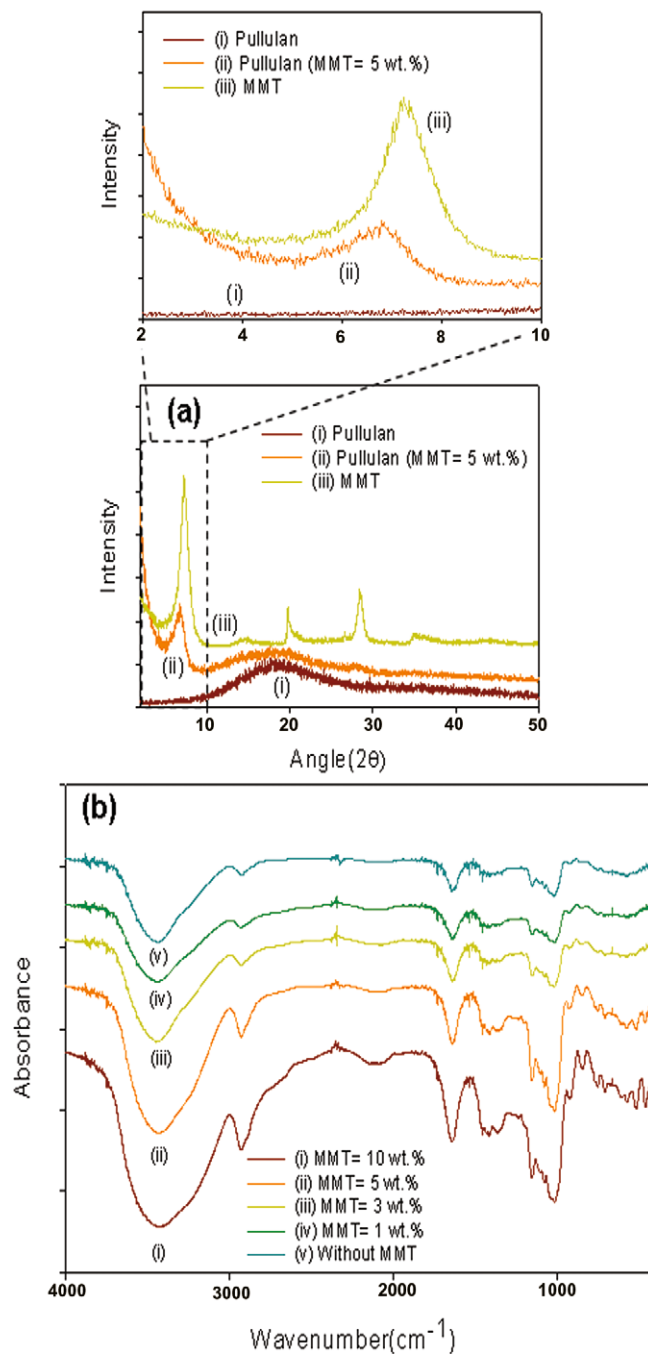 (i) Pullulan
(ii) Pullulan (MMT= 5 wt.%)
(iii) MMT
(iii)
(ii)
(i)
Intensity
2 4 6 8 10
(a)
(i) Pullulan
(ii) Pullulan (MMT= 5 wt.%)
(iii) MMT
(iii)
(ii)
(i)
Intensity
10 20 30 40 50
Angle(2θ)
(b)
(v)
(iv)
(iii)
(ii)
(i)
Absorbance
(i) MMT= 10 wt.%
(ii) MMT= 5 wt.%
(iii) MMT= 3 wt.%
(iv) MMT= 1 wt.%
(v) Without MMT
4000 3000 2000 1000
Wavenumber(cm⁻¹)